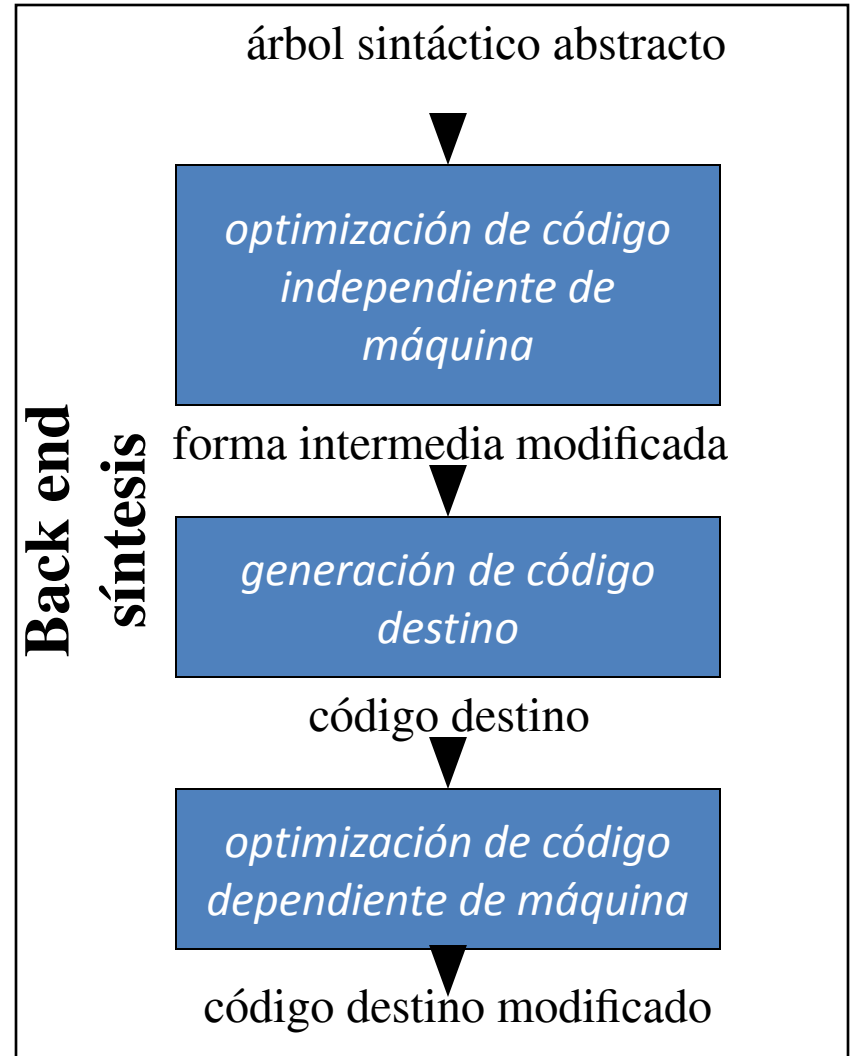 árbol sintáctico abstracto
optimización de código
independiente de
máquina
forma intermedia modificada
Back end
síntesis
generación de código
destino
código destino
optimización de código
dependiente de máquina
código destino modificado